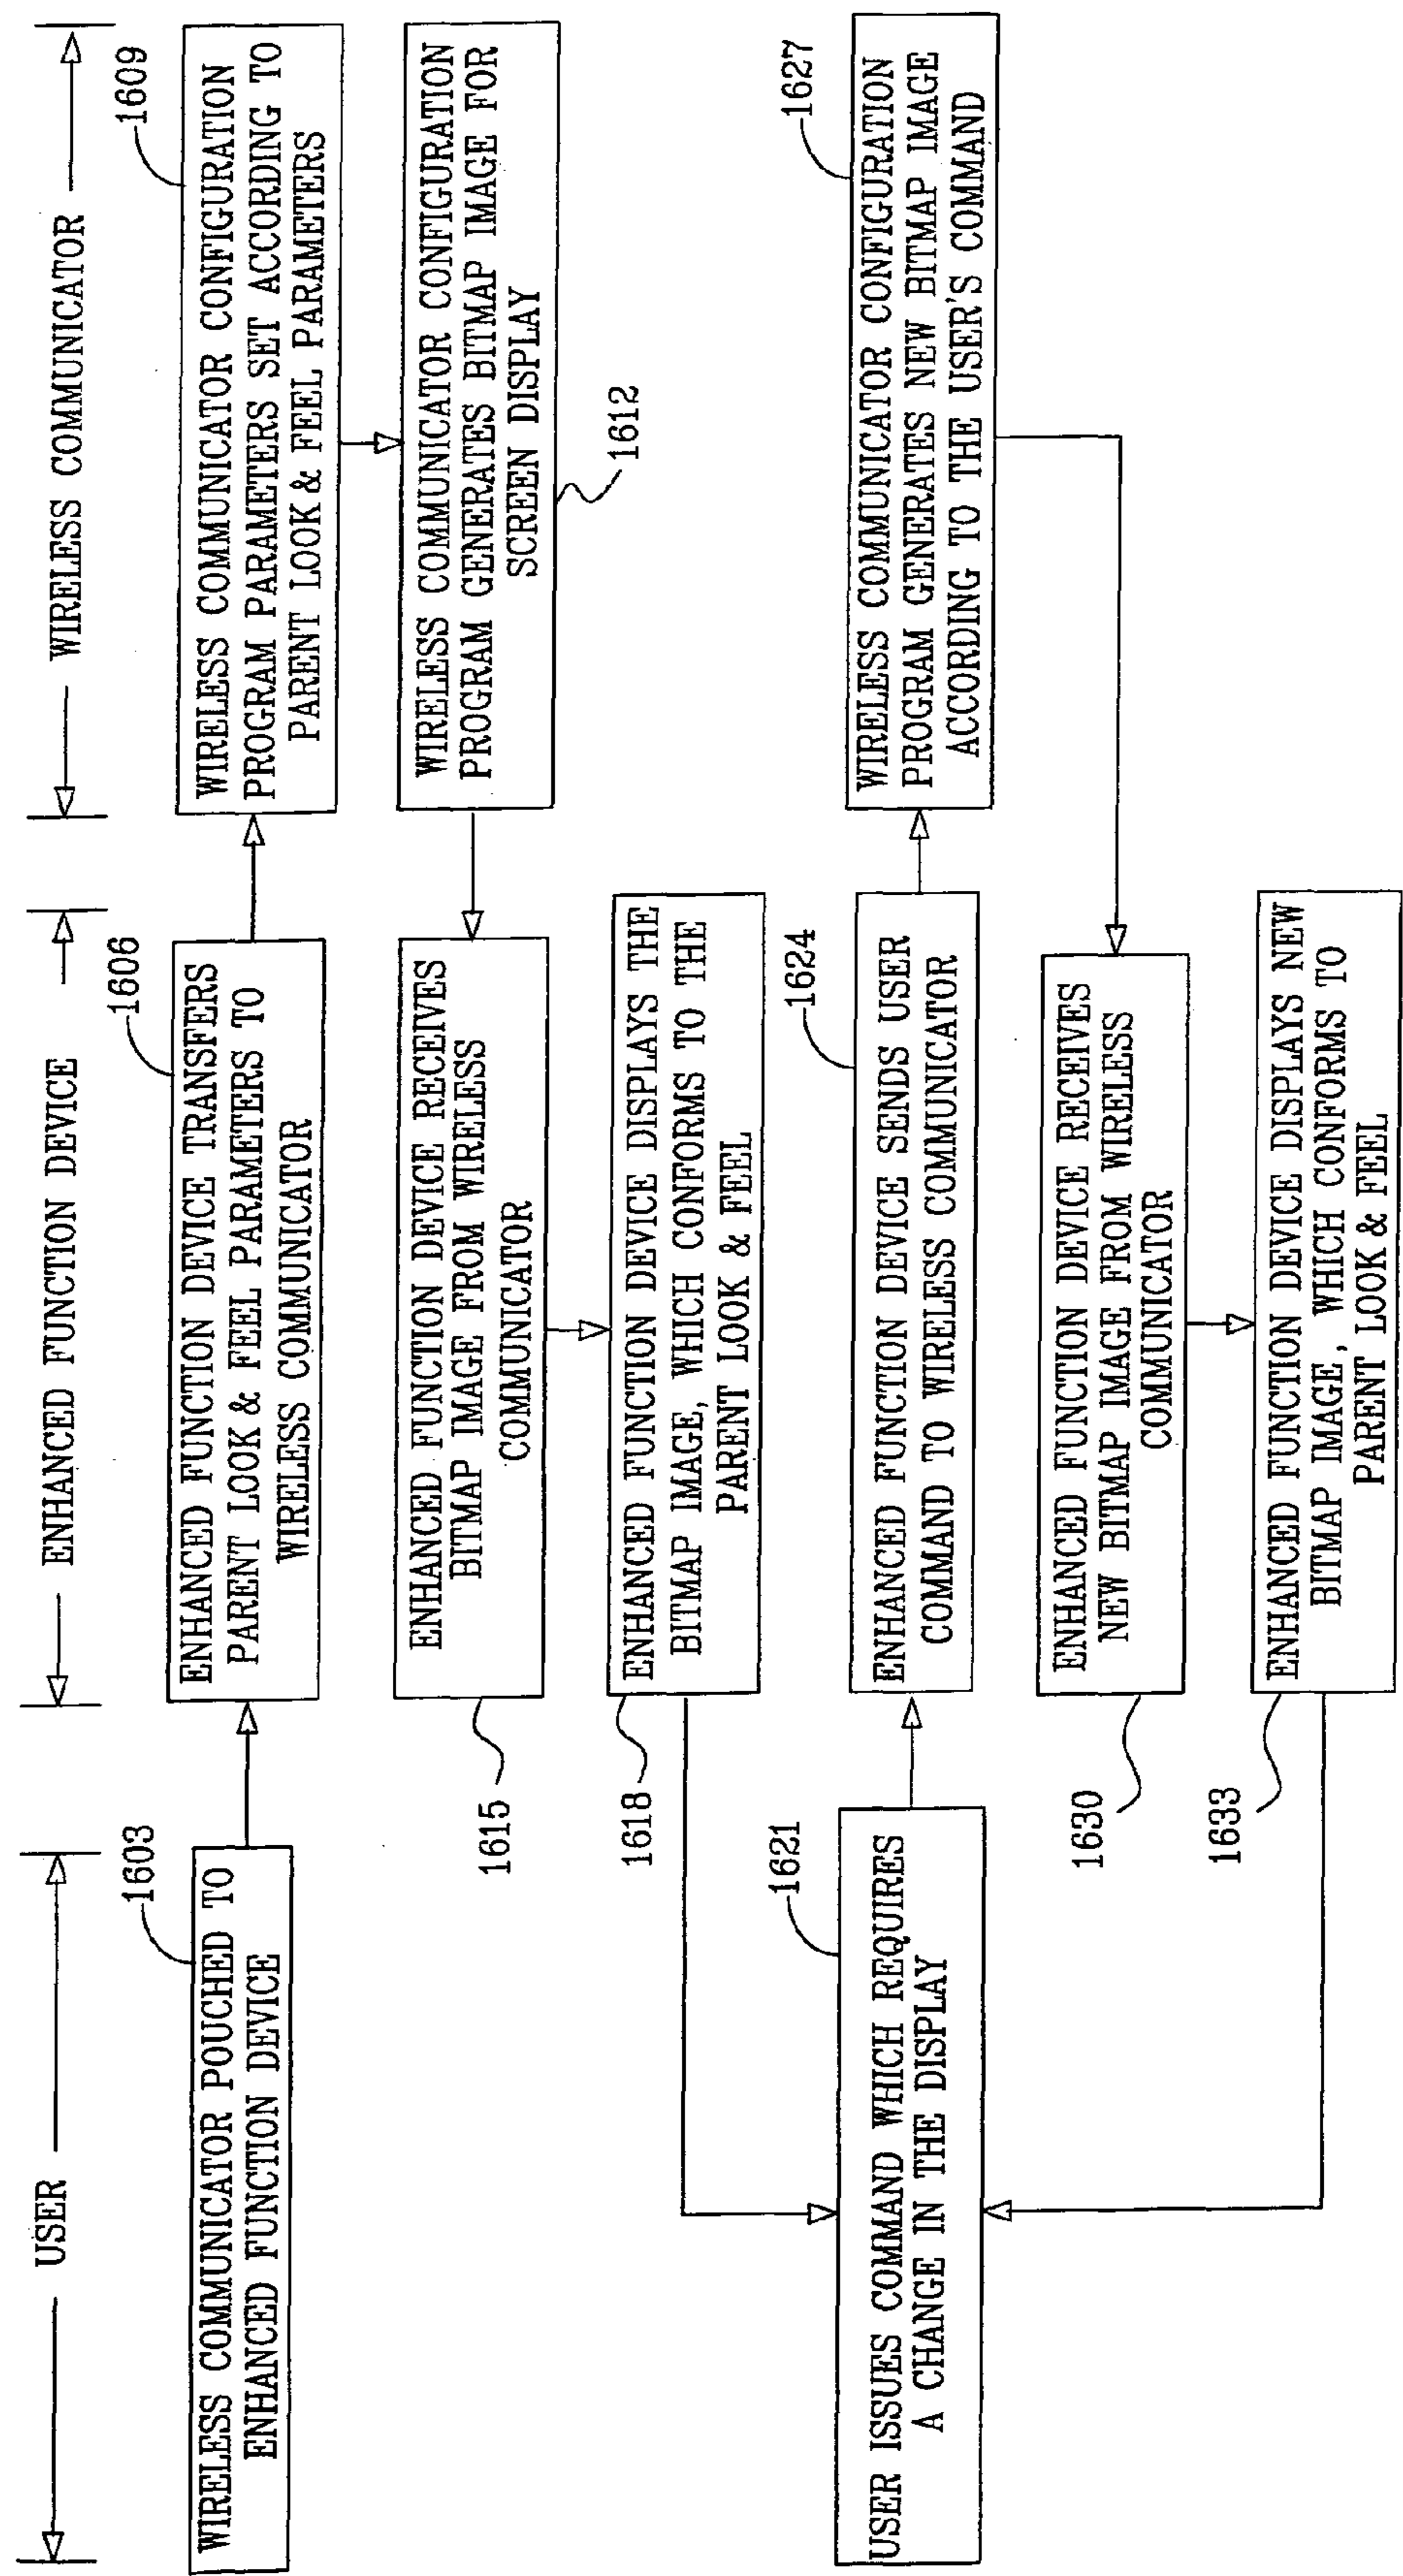 USER
ENHANCED FUNCTION DEVICE
WIRELESS COMMUNICATOR
1603
WIRELESS COMMUNICATOR POUCHED TO
ENHANCED FUNCTION DEVICE
1606
ENHANCED FUNCTION DEVICE TRANSFERS
PARENT LOOK & FEEL PARAMETERS TO
WIRELESS COMMUNICATOR
1609
WIRELESS COMMUNICATOR CONFIGURATION
PROGRAM PARAMETERS SET ACCORDING TO
PARENT LOOK & FEEL PARAMETERS
WIRELESS COMMUNICATOR CONFIGURATION
PROGRAM GENERATES BITMAP IMAGE FOR
SCREEN DISPLAY
1612
ENHANCED FUNCTION DEVICE RECEIVES
BITMAP IMAGE FROM WIRELESS
COMMUNICATOR
1615
ENHANCED FUNCTION DEVICE DISPLAYS THE
BITMAP IMAGE, WHICH CONFORMS TO THE
PARENT LOOK & FEEL
1618
1621
USER ISSUES COMMAND WHICH REQUIRES
A CHANGE IN THE DISPLAY
1624
ENHANCED FUNCTION DEVICE SENDS USER
COMMAND TO WIRELESS COMMUNICATOR
1627
WIRELESS COMMUNICATOR CONFIGURATION
PROGRAM GENERATES NEW BITMAP IMAGE
ACCORDING TO THE USER'S COMMAND
ENHANCED FUNCTION DEVICE RECEIVES
NEW BITMAP IMAGE FROM WIRELESS
COMMUNICATOR
1630
ENHANCED FUNCTION DEVICE DISPLAYS NEW
BITMAP IMAGE, WHICH CONFORMS TO
PARENT LOOK & FEEL
1633